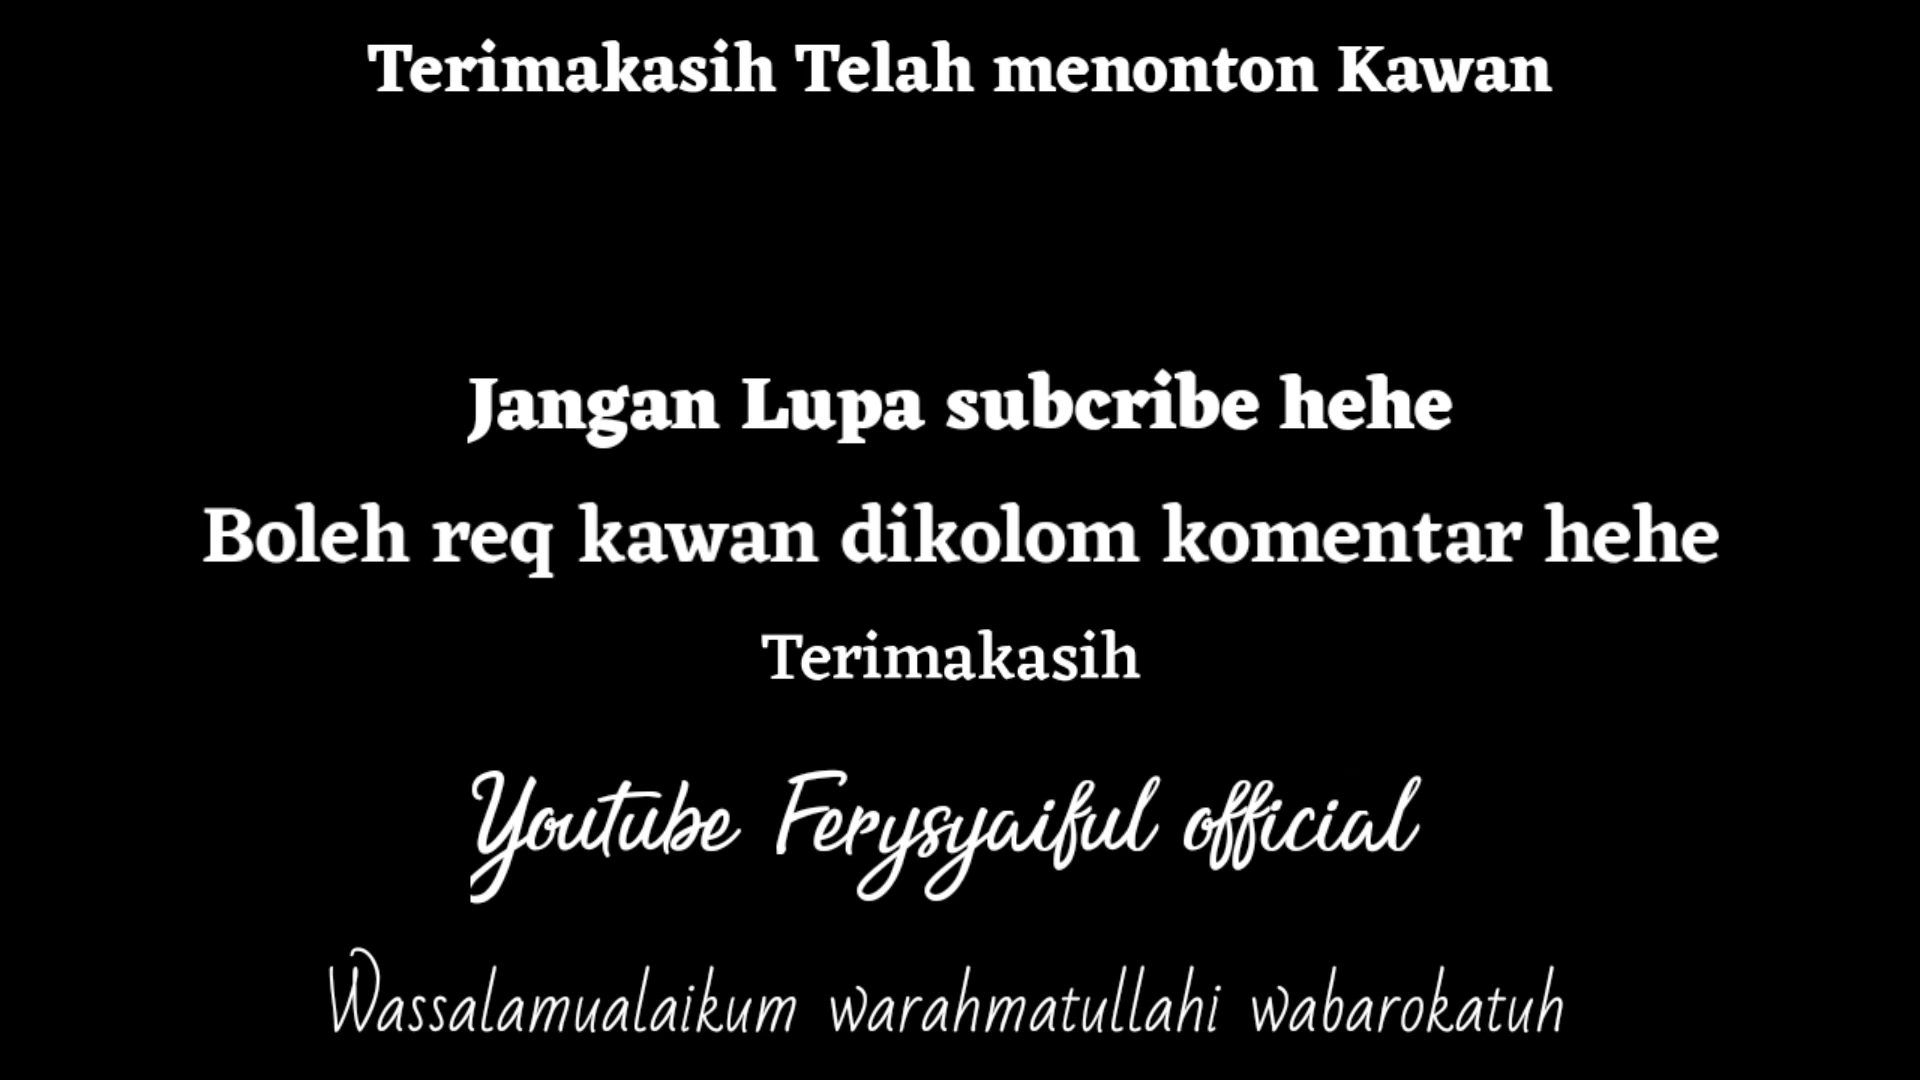 Terimakasih Telah menonton Kawan
Jangan Lupa subcribe hehe
Boleh req kawan dikolom komentar hehe
Terimakasih
Youtube Ferysyaiful official
Wassalamualaikum warahmatullahi wabarokatuh